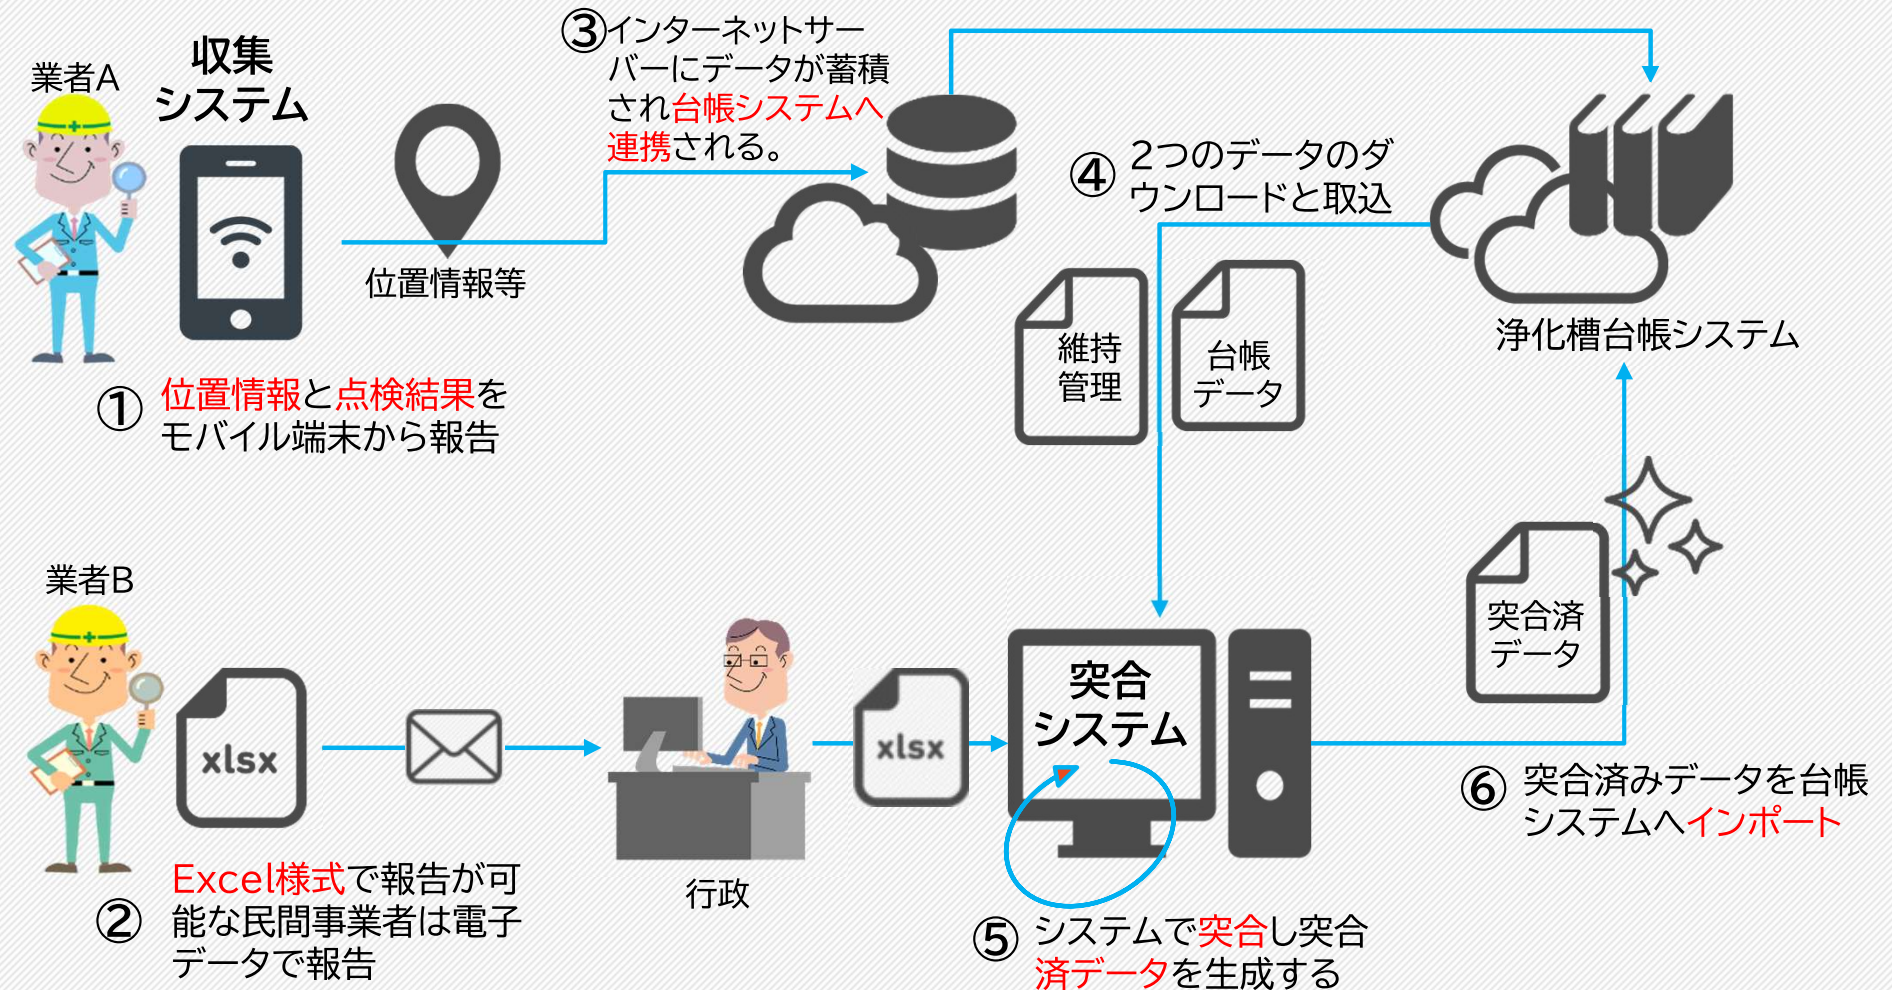 業者A
収集
システム
位置情報等
① 位置情報と点検結果を
モバイル端末から報告
③インターネットサー
バーにデータが蓄積
され台帳システムへ
連携される。
④ 2つのデータのダ
ウンロードと取込
維持
管理
台帳
データ
浄化槽台帳システム
業者B
xlsx
② Excel様式で報告が可
能な民間事業者は電子
データで報告
行政
xlsx
突合
システム
⑤ システムで突合し突合
済データを生成する
突合済
データ
⑥ 突合済みデータを台帳
システムへインポート